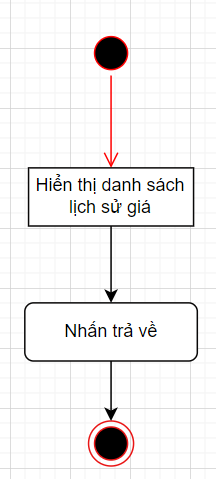 Hiển thị danh sách
lịch sử giá
Nhấn trả về